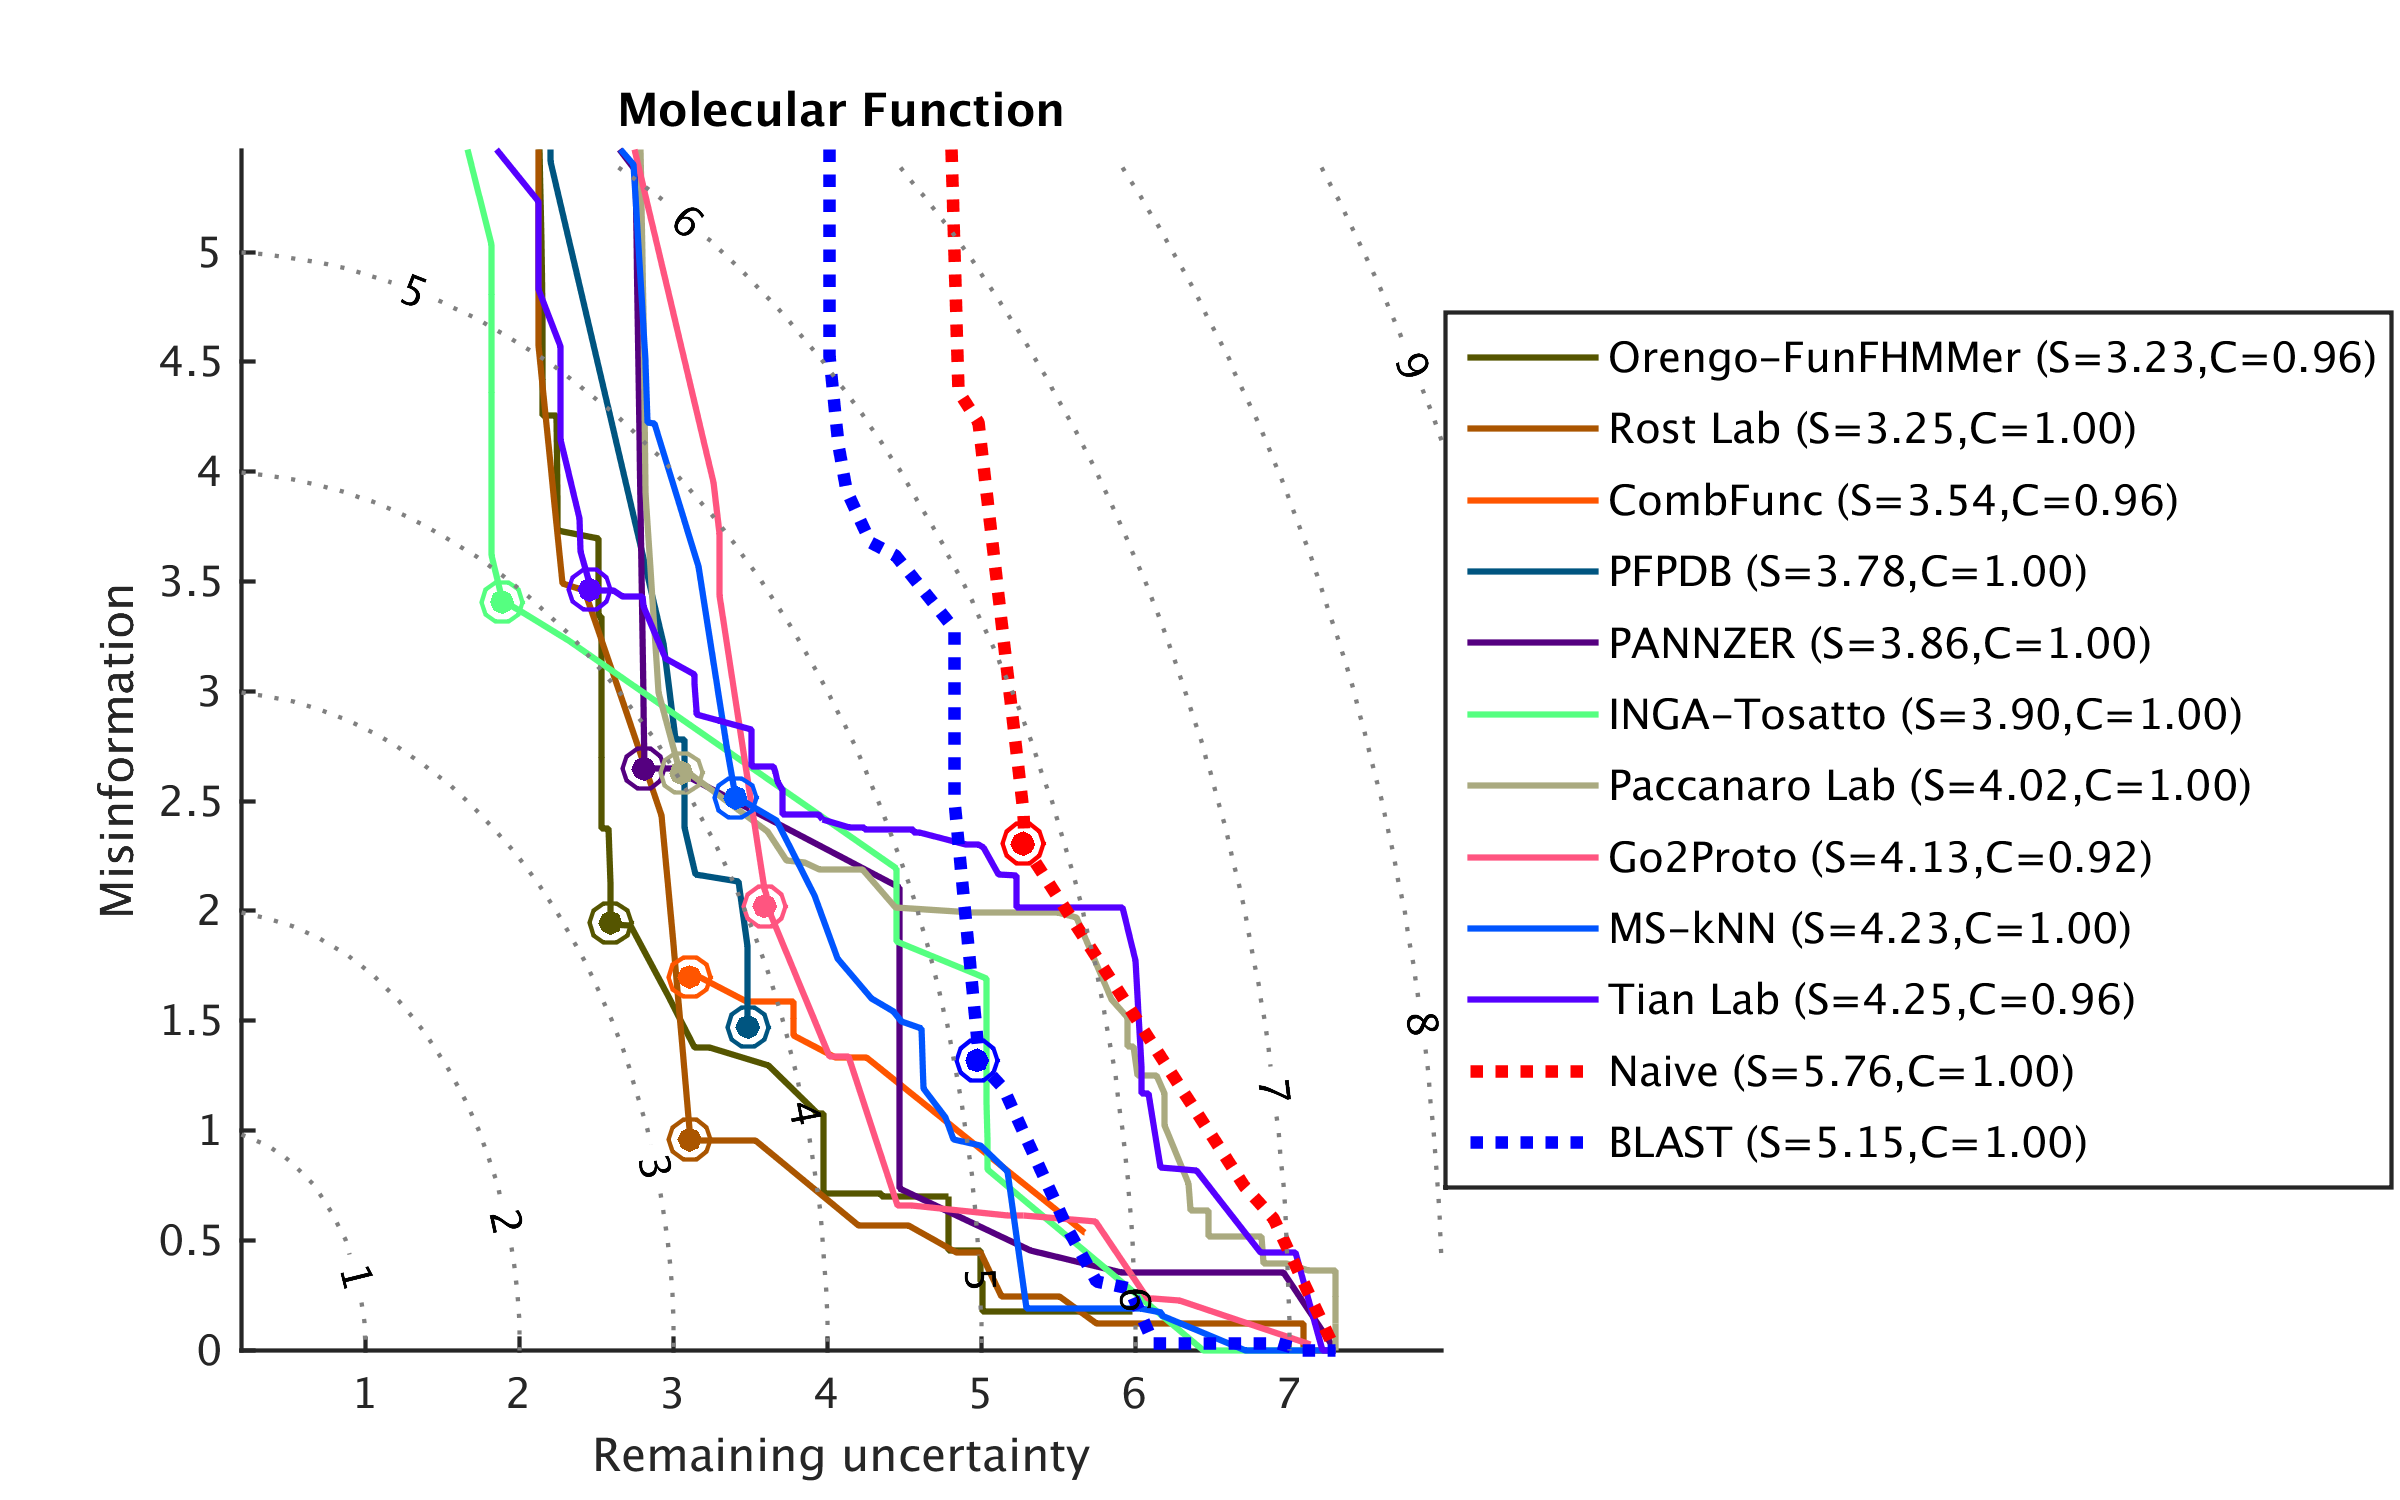 Molecular Function
Misinformation
5
4.5
4
3.5
3
2.5
2
1.5
1
0.5
0
1
2
3
4
5
6
7
Remaining uncertainty
6
5
9
8
7
4
3
2
1
5
6
Orengo-FunFHMMer (S=3.23,C=0.96)
Rost Lab (S=3.25,C=1.00)
CombFunc (S=3.54,C=0.96)
PFPDB (S=3.78,C=1.00)
PANNZER (S=3.86,C=1.00)
INGA-Tosatto (S=3.90,C=1.00)
Paccanaro Lab (S=4.02,C=1.00)
Go2Proto (S=4.13,C=0.92)
MS-kNN (S=4.23,C=1.00)
Tian Lab (S=4.25,C=0.96)
Naive (S=5.76,C=1.00)
BLAST (S=5.15,C=1.00)